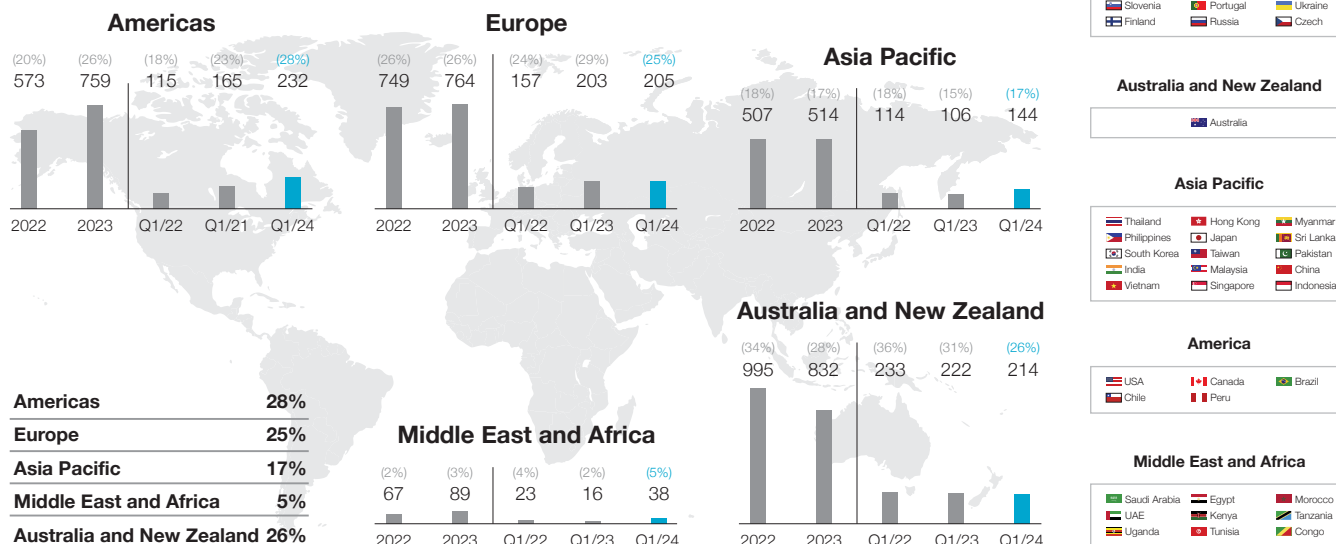 Americas
(20%) (26%) (18%) (23%) (28%)
573 759 115 165 232
2022 2023 Q1/22 Q1/21 Q1/24
Europe
(26%) (26%) (24%) (29%) (25%)
749 764 157 203 205
2022 2023 Q1/22 Q1/23 Q1/24
Asia Pacific
(18%) (17%) (18%) (15%) (17%)
507 514 114 106 144
2022 2023 Q1/22 Q1/23 Q1/24
Australia and New Zealand
(34%) (28%) (36%) (31%) (26%)
995 832 233 222 214
2022 2023 Q1/22 Q1/23 Q1/24
Middle East and Africa
(2%) (3%) (4%) (2%) (5%)
67 89 23 16 38
2022 2023 Q1/22 Q1/23 Q1/24
Americas 28%
Europe 25%
Asia Pacific 17%
Middle East and Africa 5%
Australia and New Zealand 26%
Slovenia Portugal Ukraine
Finland Russia Czech
Australia and New Zealand
Australia
Asia Pacific
Thailand Hong Kong Myanmar
Philippines Japan Sri Lanka
South Korea Taiwan Pakistan
India Malaysia China
Vietnam Singapore Indonesia
America
USA Canada Brazil
Chile Peru
Middle East and Africa
Saudi Arabia Egypt Morocco
UAE Kenya Tanzania
Uganda Tunisia Congo